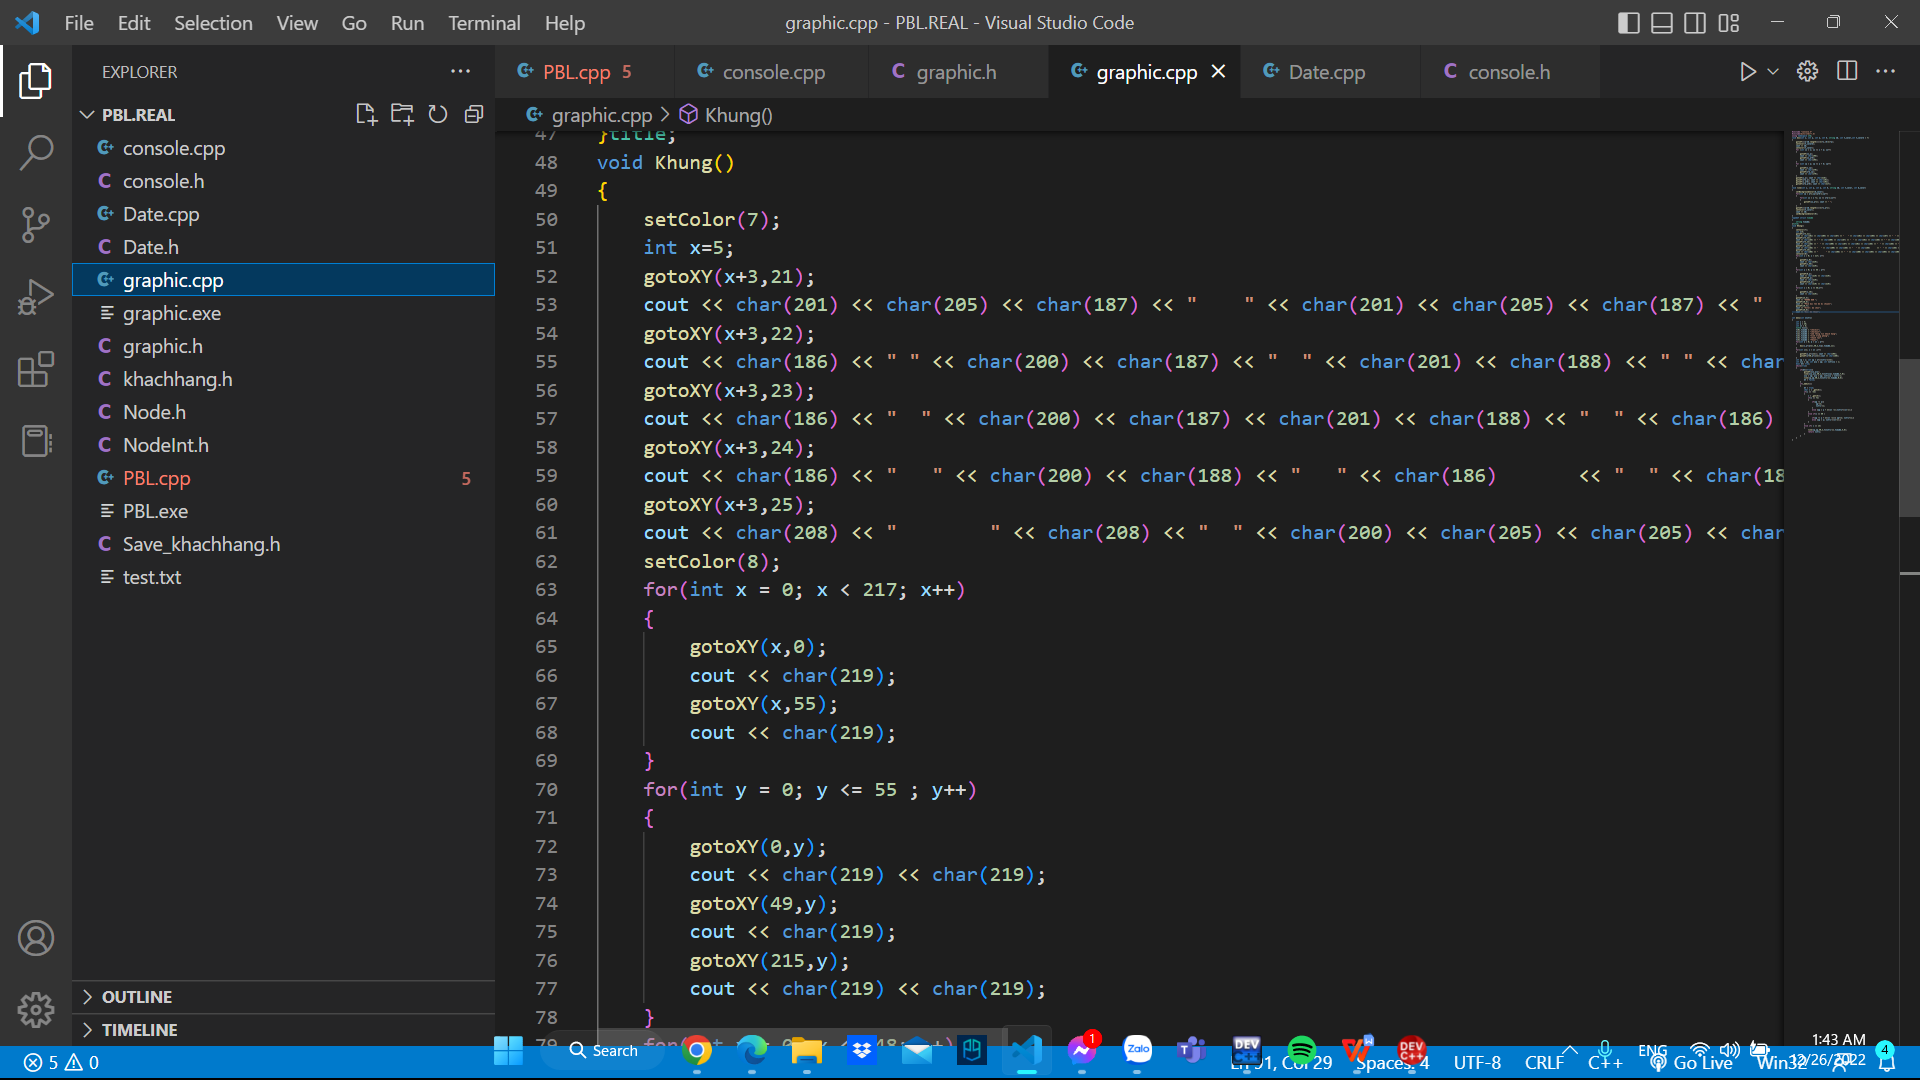 File Edit Selection View Go Run Terminal Help
graphic.cpp - PBL.REAL - Visual Studio Code
EXPLORER
PBL.REAL
console.cpp
console.h
Date.cpp
Date.h
graphic.cpp
graphic.exe
graphic.h
khachhang.h
Node.h
NodeInt.h
PBL.cpp 5
PBL.exe
Save_khachhang.h
test.txt
OUTLINE
TIMELINE
PBL.cpp 5 console.cpp graphic.h graphic.cpp Date.cpp console.h
graphic.cpp > Khung()
47 }title;
48 void Khung()
49 {
50 setColor(7);
51 int x=5;
52 gotoXY(x+3,21);
53 cout << char(201) << char(205) << char(187) << "    " << char(201) << char(205) << char(187) << "
54 gotoXY(x+3,22);
55 cout << char(186) << " " << char(200) << char(187) << "  " << char(201) << char(188) << " " << char
56 gotoXY(x+3,23);
57 cout << char(186) << "  " << char(200) << char(187) << char(201) << char(188) << "  " << char(186)
58 gotoXY(x+3,24);
59 cout << char(186) << "   " << char(200) << char(188) << "   " << char(186)       << "  " << char(18
60 gotoXY(x+3,25);
61 cout << char(208) << "        " << char(208) << "  " << char(200) << char(205) << char(205) << char
62 setColor(8);
63 for(int x = 0; x < 217; x++)
64 {
65 gotoXY(x,0);
66 cout << char(219);
67 gotoXY(x,55);
68 cout << char(219);
69 }
70 for(int y = 0; y <= 55 ; y++)
71 {
72 gotoXY(0,y);
73 cout << char(219) << char(219);
74 gotoXY(49,y);
75 cout << char(219);
76 gotoXY(215,y);
77 cout << char(219) << char(219);
78 }
79
Search
Zalo
DEV C++
DEV C++
1
ENG
1:43 AM
12/26/2022
4
5 0
Spaces: 4 UTF-8 CRLF C++ Go Live Win32